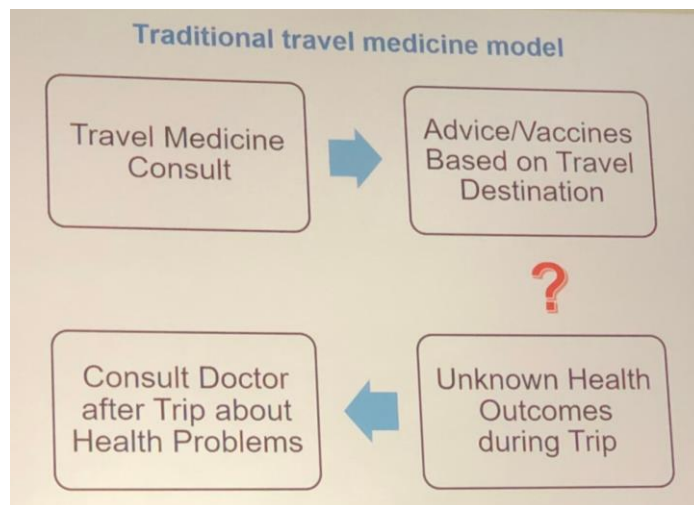 Traditional travel medicine model
Travel Medicine
Consult
Advice/Vaccines
Based on Travel
Destination
?
Unknown Health
Outcomes
during Trip
Consult Doctor
after Trip about
Health Problems